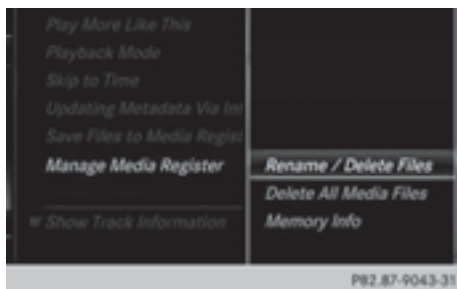 Play More Like This
Playback Mode
Skip to Time
Updating Metadata Via Int
Save Files to Media Regist
Manage Media Register
Show Track Information
Rename / Delete Files
Delete All Media Files
Memory Info
P82.87-9043-31